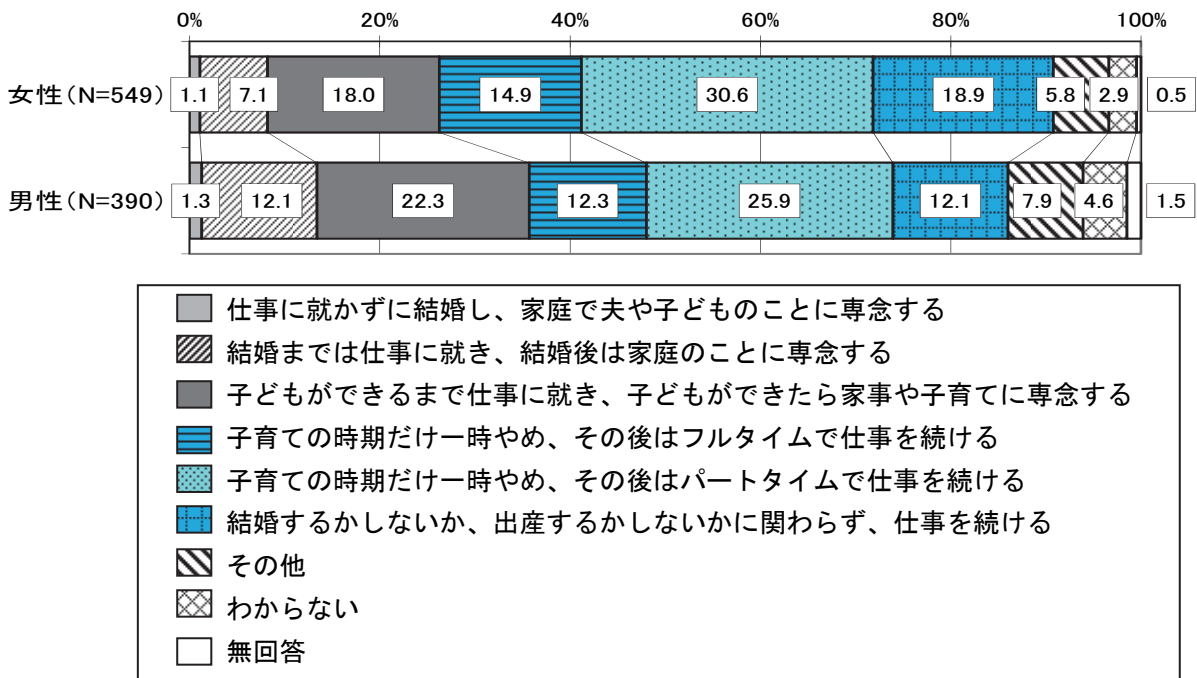 0% 20% 40% 60% 80% 100%
女性(N=549) 1.1 7.1 18.0 14.9 30.6 18.9 5.8 2.9 0.5
男性(N=390) 1.3 12.1 22.3 12.3 25.9 12.1 7.9 4.6 1.5
仕事に就かずに結婚し、家庭で夫や子どものことに専念する
結婚までは仕事に就き、結婚後は家庭のことに専念する
子どもができるまで仕事に就き、子どもができたら家事や子育てに専念する
子育ての時期だけ一時やめ、その後はフルタイムで仕事を続ける
子育ての時期だけ一時やめ、その後はパートタイムで仕事を続ける
結婚するかしないか、出産するかしないかに関わらず、仕事を続ける
その他
わからない
無回答